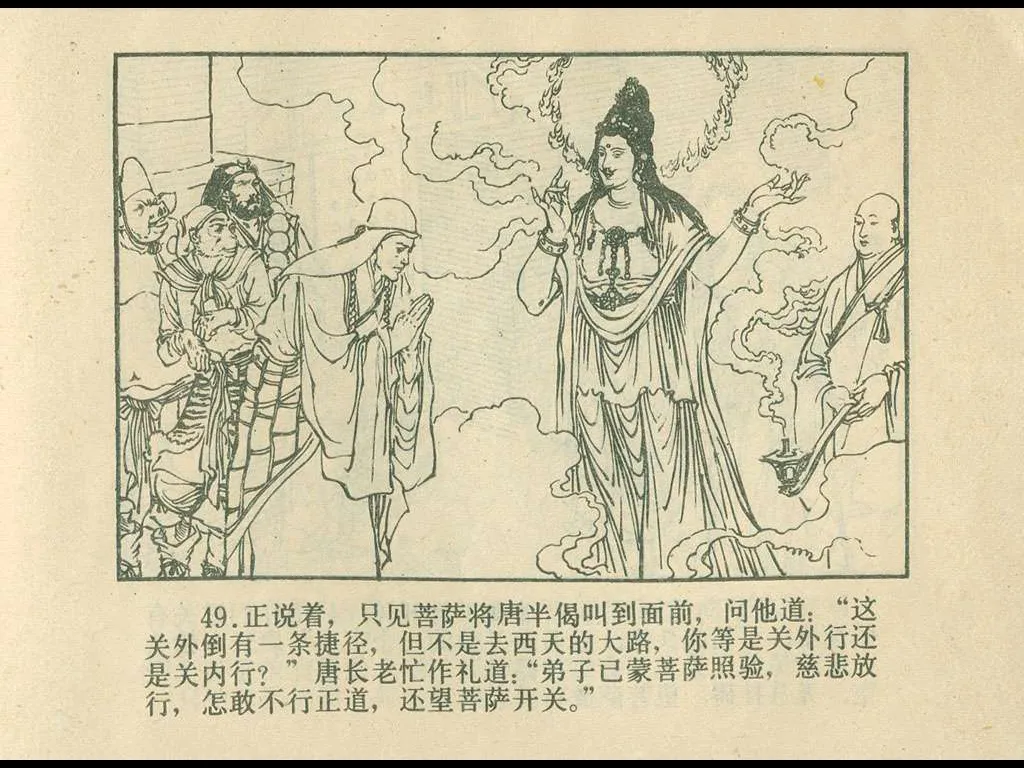 49.正说着，只见菩萨将唐半偈叫到面前，问他道：“这
关外倒有一条捷径，但不是去西天的大路，你等是关外行还
是关内行？”唐长老忙作礼道：“弟子已蒙菩萨照验，慈悲放
行，怎敢不行正道，还望菩萨开关。”